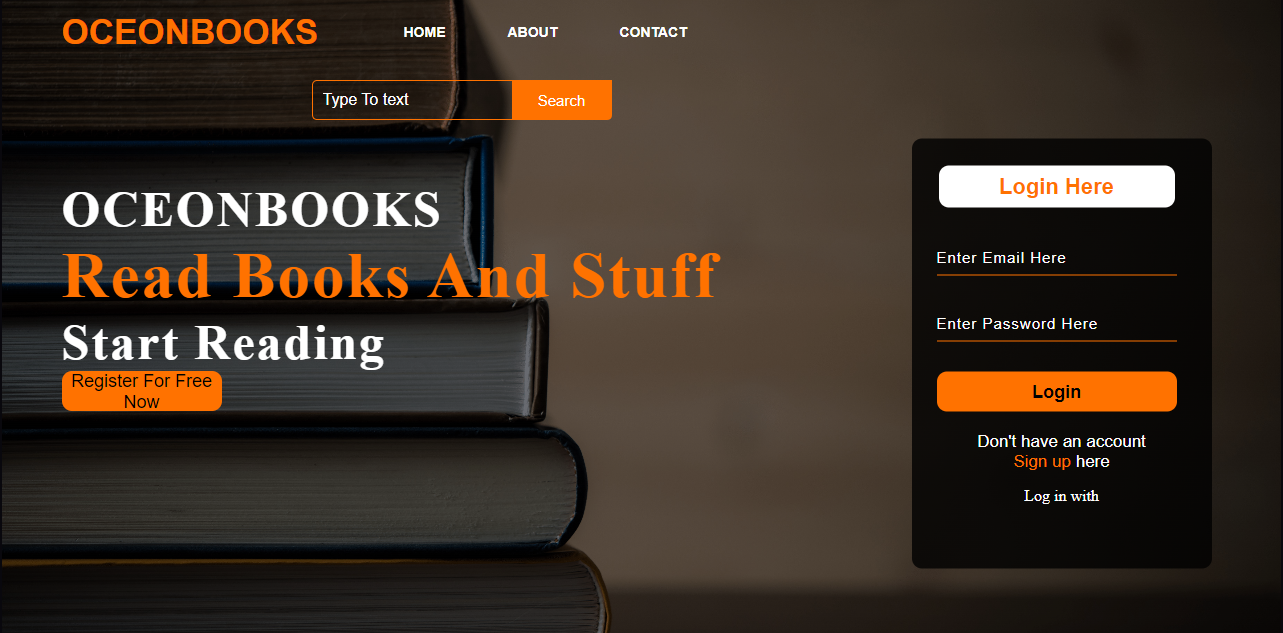 OCEONBOOKS
HOME ABOUT CONTACT
Type To text
Search
OCEONBOOKS
Read Books And Stuff
Start Reading
Register For Free
Now
Login Here
Enter Email Here
Enter Password Here
Login
Don't have an account
Sign up here
Log in with